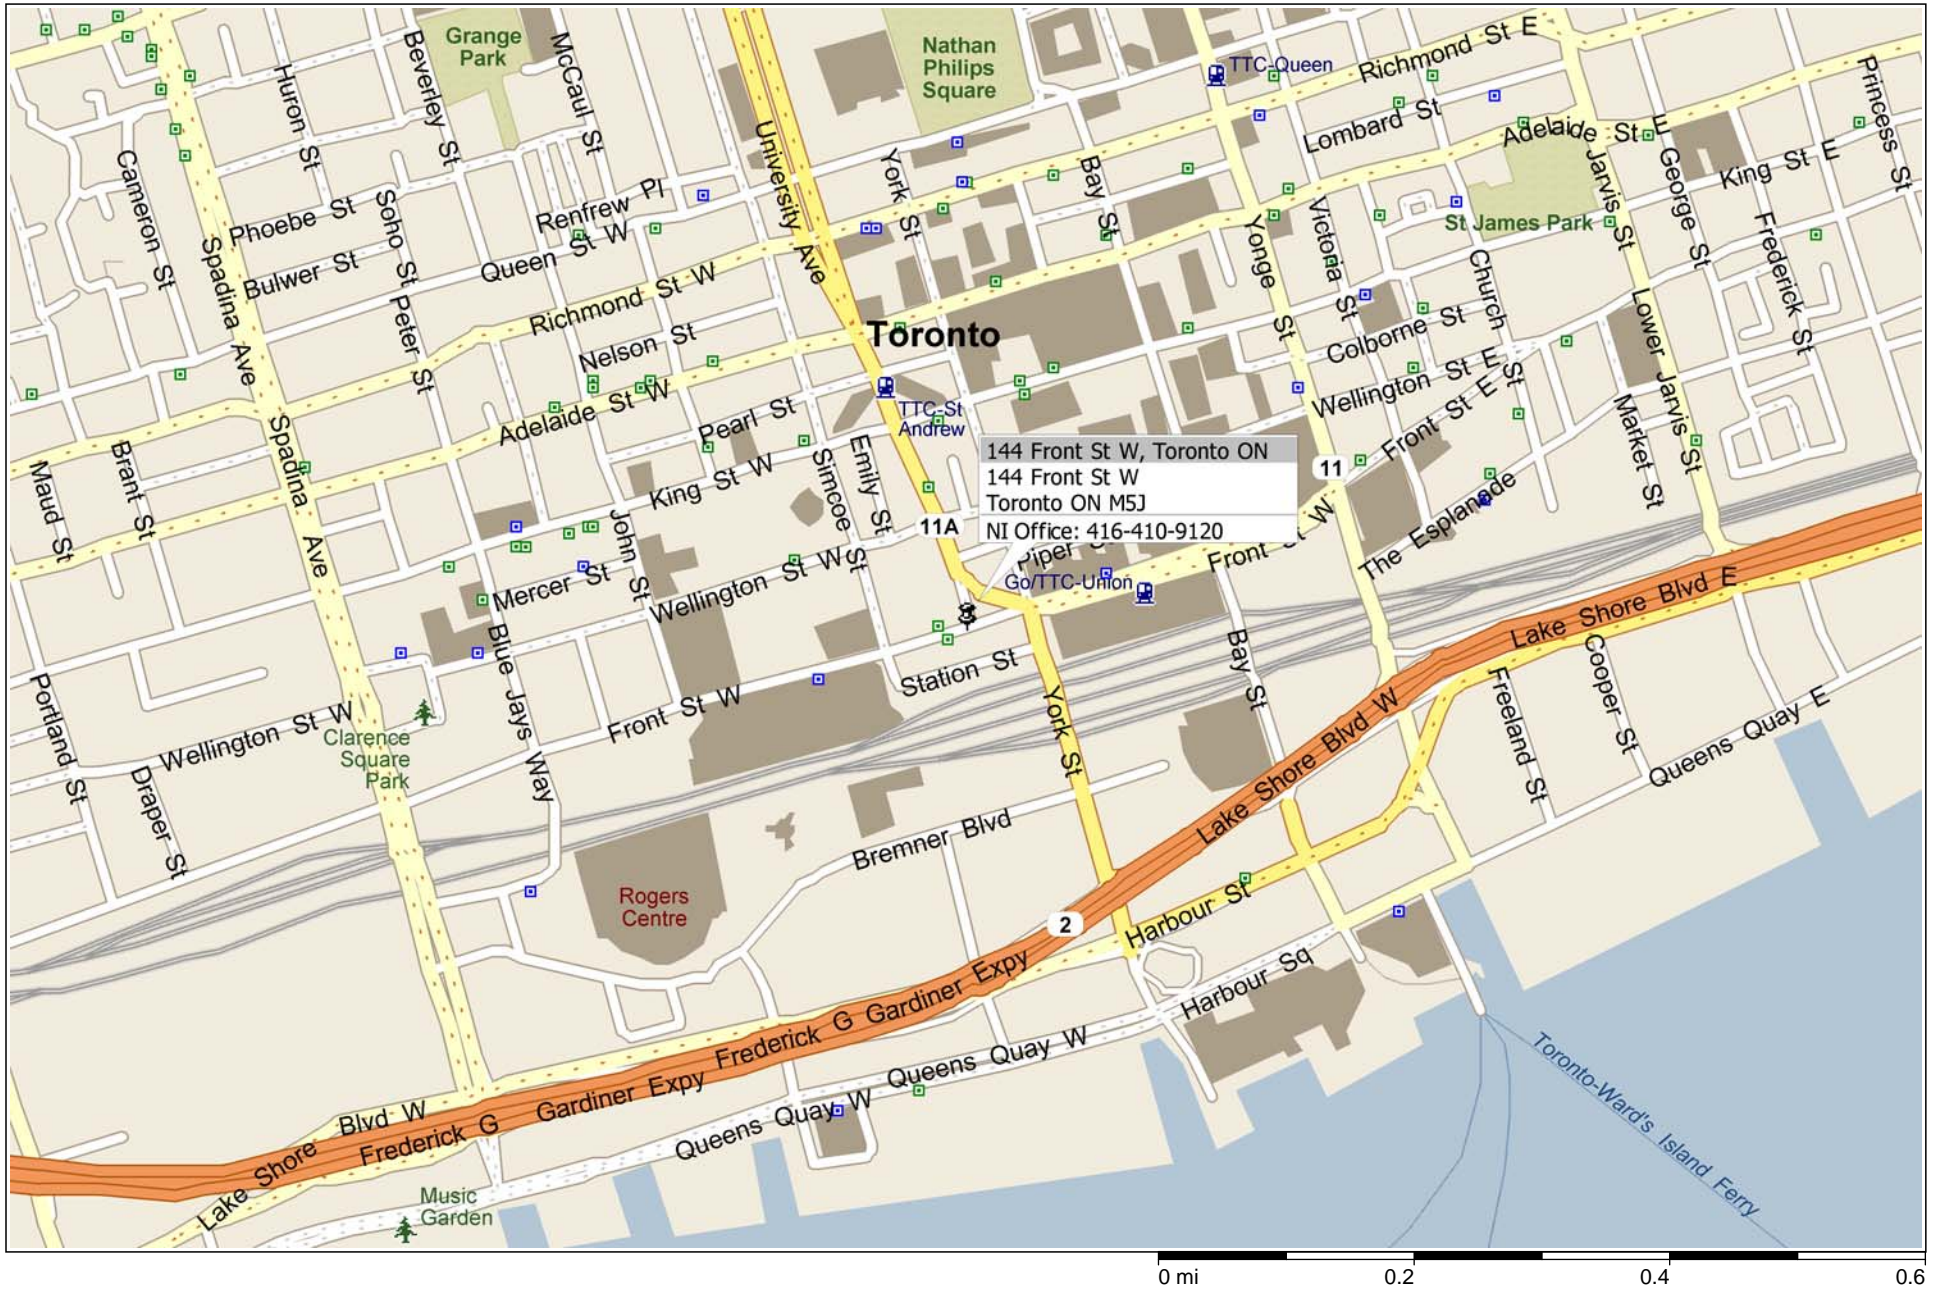 Grange
Park
Nathan
Philips
Square
TTC-Queen
Richmond St E
Lombard St
Adelaide St E
Princess St
King St E
George St
Jarvis St
Frederick St
St James Park
Huron St
Beverley St
McCaul St
Cameron St
Phoebe St
Soho St
Renfrew Pl
Queen St W
Bulwer St
Spadina Ave
Peter St
Richmond St W
Nelson St
University Ave
York St
Bay St
Yonge St
Victoria St
Church St
Colborne St
Wellington St E
Front St E
Lower Jarvis St
Market St
Toronto
TTC-St
Andrew
Adelaide St W
Pearl St
King St W
Simcoe St
Emily St
Maud St
Brant St
Spadina Ave
John St
Mercer St
Wellington St W
11A
11
144 Front St W, Toronto ON
144 Front St W
Toronto ON M5J
NI Office: 416-410-9120
Piper
Front St W
Go/TTC-Union
The Esplanade
Lake Shore Blvd E
Blue Jays Way
Station St
Front St W
York St
Bay St
Lake Shore Blvd W
Freeland St
Cooper St
Queens Quay E
Portland St
Draper St
Wellington St W
Clarence
Square
Park
Bremner Blvd
Rogers
Centre
2
Harbour St
Harbour Sq
Frederick G Gardiner Expy
Queens Quay W
Lake Shore Blvd W
Frederick G Gardiner Expy
Queens Quay W
Music
Garden
Toronto-Ward's Island Ferry
0 mi
0.2
0.4
0.6